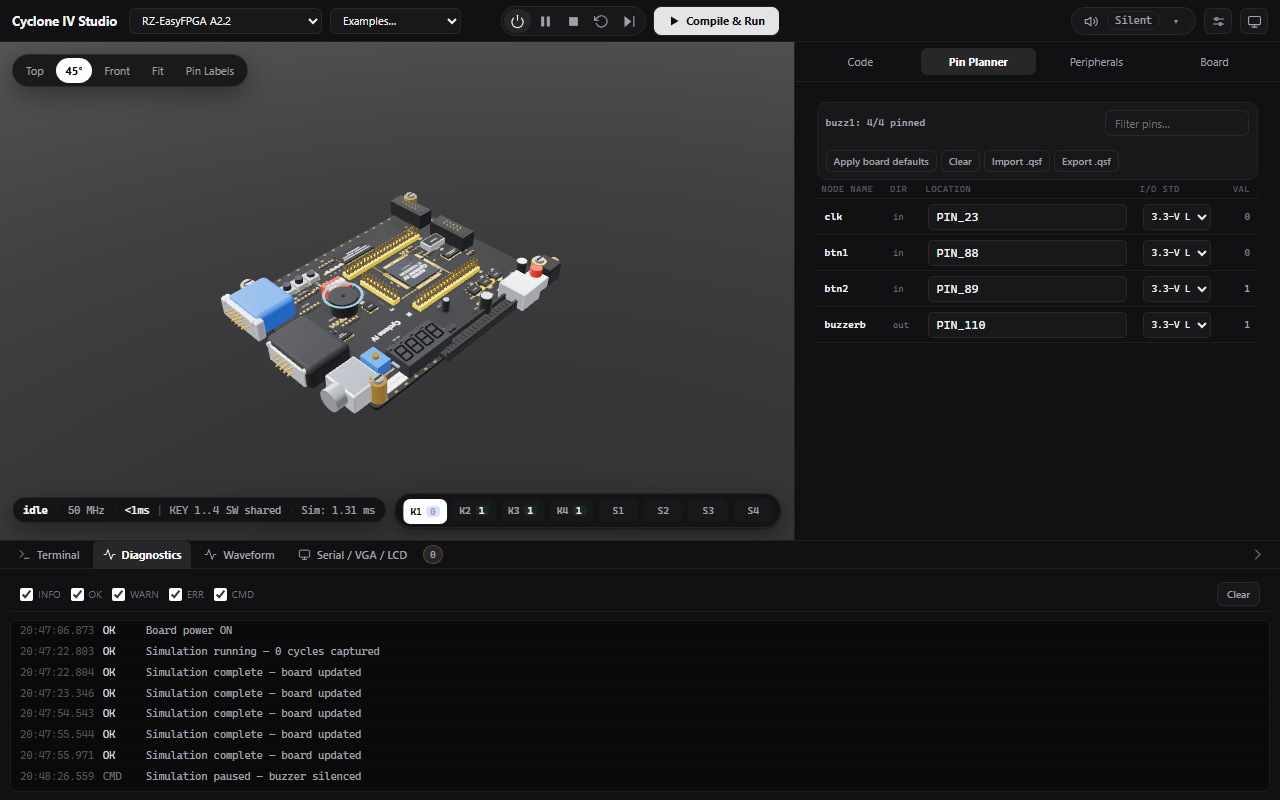 Cyclone IV Studio
RZ-EasyFPGA A2.2
Examples...
Compile & Run
Silent
Top 45° Front Fit Pin Labels
Code Pin Planner Peripherals Board
buzz1: 4/4 pinned
Filter pins...
Apply board defaults Clear Import .qsf Export .qsf
NODE NAME DIR LOCATION I/O STD VAL
clk in PIN_23 3.3-V L 0
btn1 in PIN_88 3.3-V L 0
btn2 in PIN_89 3.3-V L 1
buzzerb out PIN_110 3.3-V L 1
Cyclone IV
idle · 50 MHz · <1ms | KEY 1..4 SW shared · Sim: 1.31 ms
K1 0 K2 1 K3 1 K4 1 S1 S2 S3 S4
Terminal Diagnostics Waveform Serial / VGA / LCD 0
INFO OK WARN ERR CMD Clear
20:47:06.873 OK Board power ON
20:47:22.803 OK Simulation running — 0 cycles captured
20:47:22.804 OK Simulation complete — board updated
20:47:23.346 OK Simulation complete — board updated
20:47:54.543 OK Simulation complete — board updated
20:47:55.544 OK Simulation complete — board updated
20:47:55.971 OK Simulation complete — board updated
20:48:26.559 CMD Simulation paused — buzzer silenced